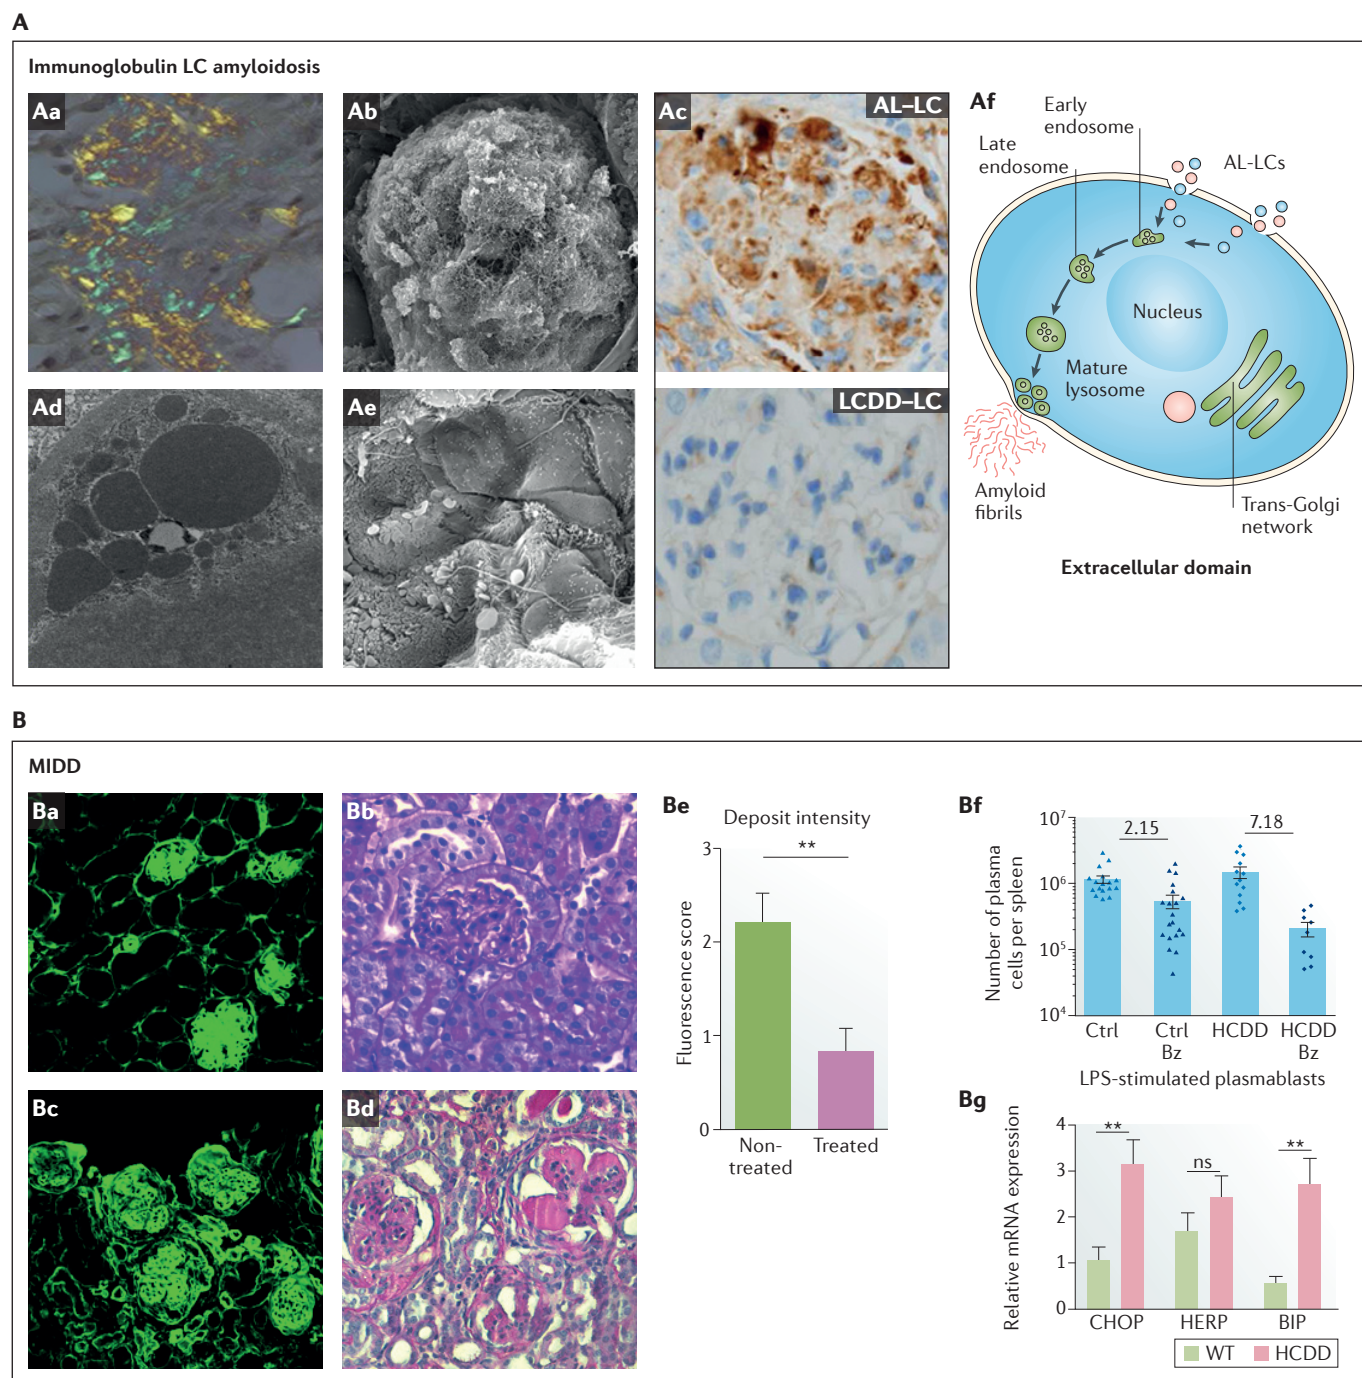 A
Immunoglobulin LC amyloidosis
Aa
Ab
Ac
AL–LC
Af
Early
endosome
Late
endosome
AL-LCs
Nucleus
Mature
lysosome
Amyloid
fibrils
Trans-Golgi
network
Extracellular domain
Ad
Ae
LCDD–LC
B
MIDD
Ba
Bb
Be
Deposit intensity
Fluorescence score
3
2
1
0
**
Non-
treated
Treated
Bf
Number of plasma
cells per spleen
10⁷
10⁶
10⁵
10⁴
2.15
7.18
Ctrl
Ctrl
Bz
HCDD
HCDD
Bz
Bc
Bd
Bg
LPS-stimulated plasmablasts
Relative mRNA expression
4
3
2
1
0
**
ns
**
CHOP
HERP
BIP
WT
HCDD